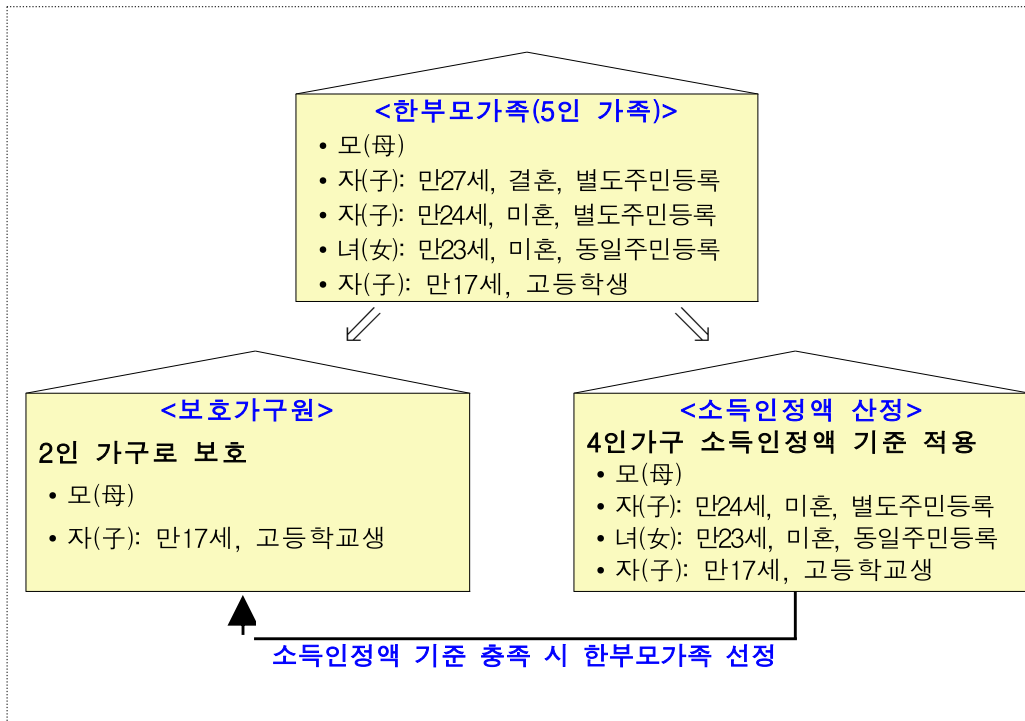 <한부모가족(5인 가족)>
• 모(母)
• 자(子): 만27세, 결혼, 별도주민등록
• 자(子): 만24세, 미혼, 별도주민등록
• 녀(女): 만23세, 미혼, 동일주민등록
• 자(子): 만17세, 고등학생
<보호가구원>
2인 가구로 보호
• 모(母)
• 자(子): 만17세, 고등학교생
<소득인정액 산정>
4인가구 소득인정액 기준 적용
• 모(母)
• 자(子): 만24세, 미혼, 별도주민등록
• 녀(女): 만23세, 미혼, 동일주민등록
• 자(子): 만17세, 고등학교생
소득인정액 기준 충족 시 한부모가족 선정